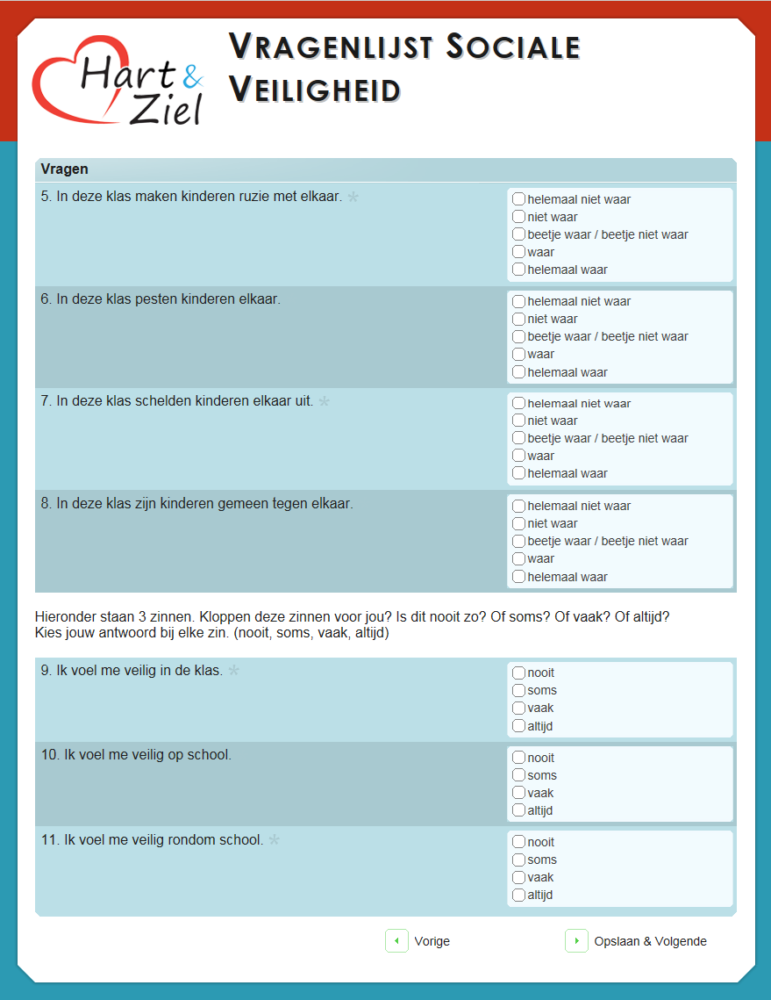 Hart &
Ziel
VRAGENLIJST SOCIALE
VEILIGHEID
Vragen
5. In deze klas maken kinderen ruzie met elkaar. *
helemaal niet waar
niet waar
beetje waar / beetje niet waar
waar
helemaal waar
6. In deze klas pesten kinderen elkaar.
helemaal niet waar
niet waar
beetje waar / beetje niet waar
waar
helemaal waar
7. In deze klas schelden kinderen elkaar uit. *
helemaal niet waar
niet waar
beetje waar / beetje niet waar
waar
helemaal waar
8. In deze klas zijn kinderen gemeen tegen elkaar.
helemaal niet waar
niet waar
beetje waar / beetje niet waar
waar
helemaal waar
Hieronder staan 3 zinnen. Kloppen deze zinnen voor jou? Is dit nooit zo? Of soms? Of vaak? Of altijd?
Kies jouw antwoord bij elke zin. (nooit, soms, vaak, altijd)
9. Ik voel me veilig in de klas. *
nooit
soms
vaak
altijd
10. Ik voel me veilig op school.
nooit
soms
vaak
altijd
11. Ik voel me veilig rondom school. *
nooit
soms
vaak
altijd
Vorige
Opslaan & Volgende